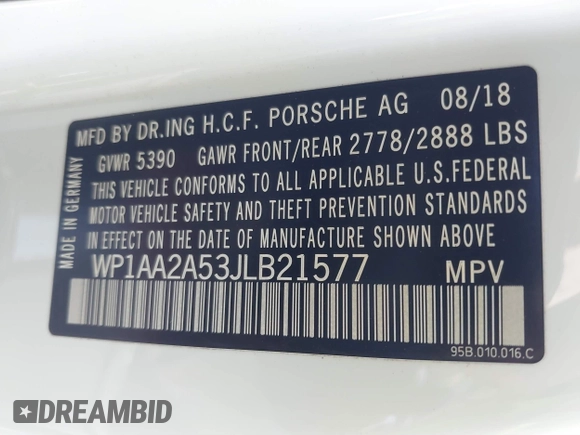 MFD BY DR.ING H.C.F. PORSCHE AG 08/18
GVWR 5390 GAWR FRONT/REAR 2778/2888 LBS
THIS VEHICLE CONFORMS TO ALL APPLICABLE U.S.FEDERAL
MOTOR VEHICLE SAFETY AND THEFT PREVENTION STANDARDS
IN EFFECT ON THE DATE OF MANUFACTURE SHOWN ABOVE
WP1AA2A53JLB21577 MPV
MADE IN GERMANY
95B.010.016.C
DREAMBID